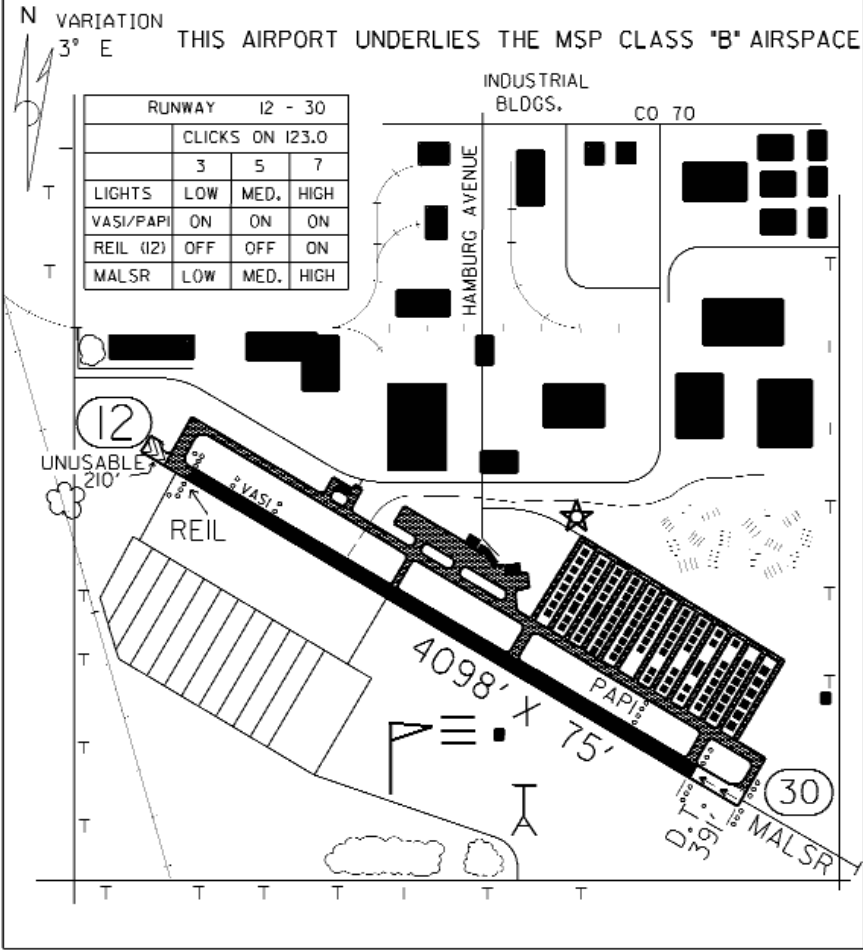 N VARIATION
3° E
THIS AIRPORT UNDERLIES THE MSP CLASS "B" AIRSPACE
INDUSTRIAL
BLDGS.
CO 70
RUNWAY 12 - 30
CLICKS ON 123.0
3 5 7
LIGHTS LOW MED. HIGH
VASI/PAPI ON ON ON
REIL (12) OFF OFF ON
MALSR LOW MED. HIGH
HAMBURG AVENUE
12
UNUSABLE
210'
REIL
VASI
4098' X 75'
PAPI
30
D.T.
391'
MALSR